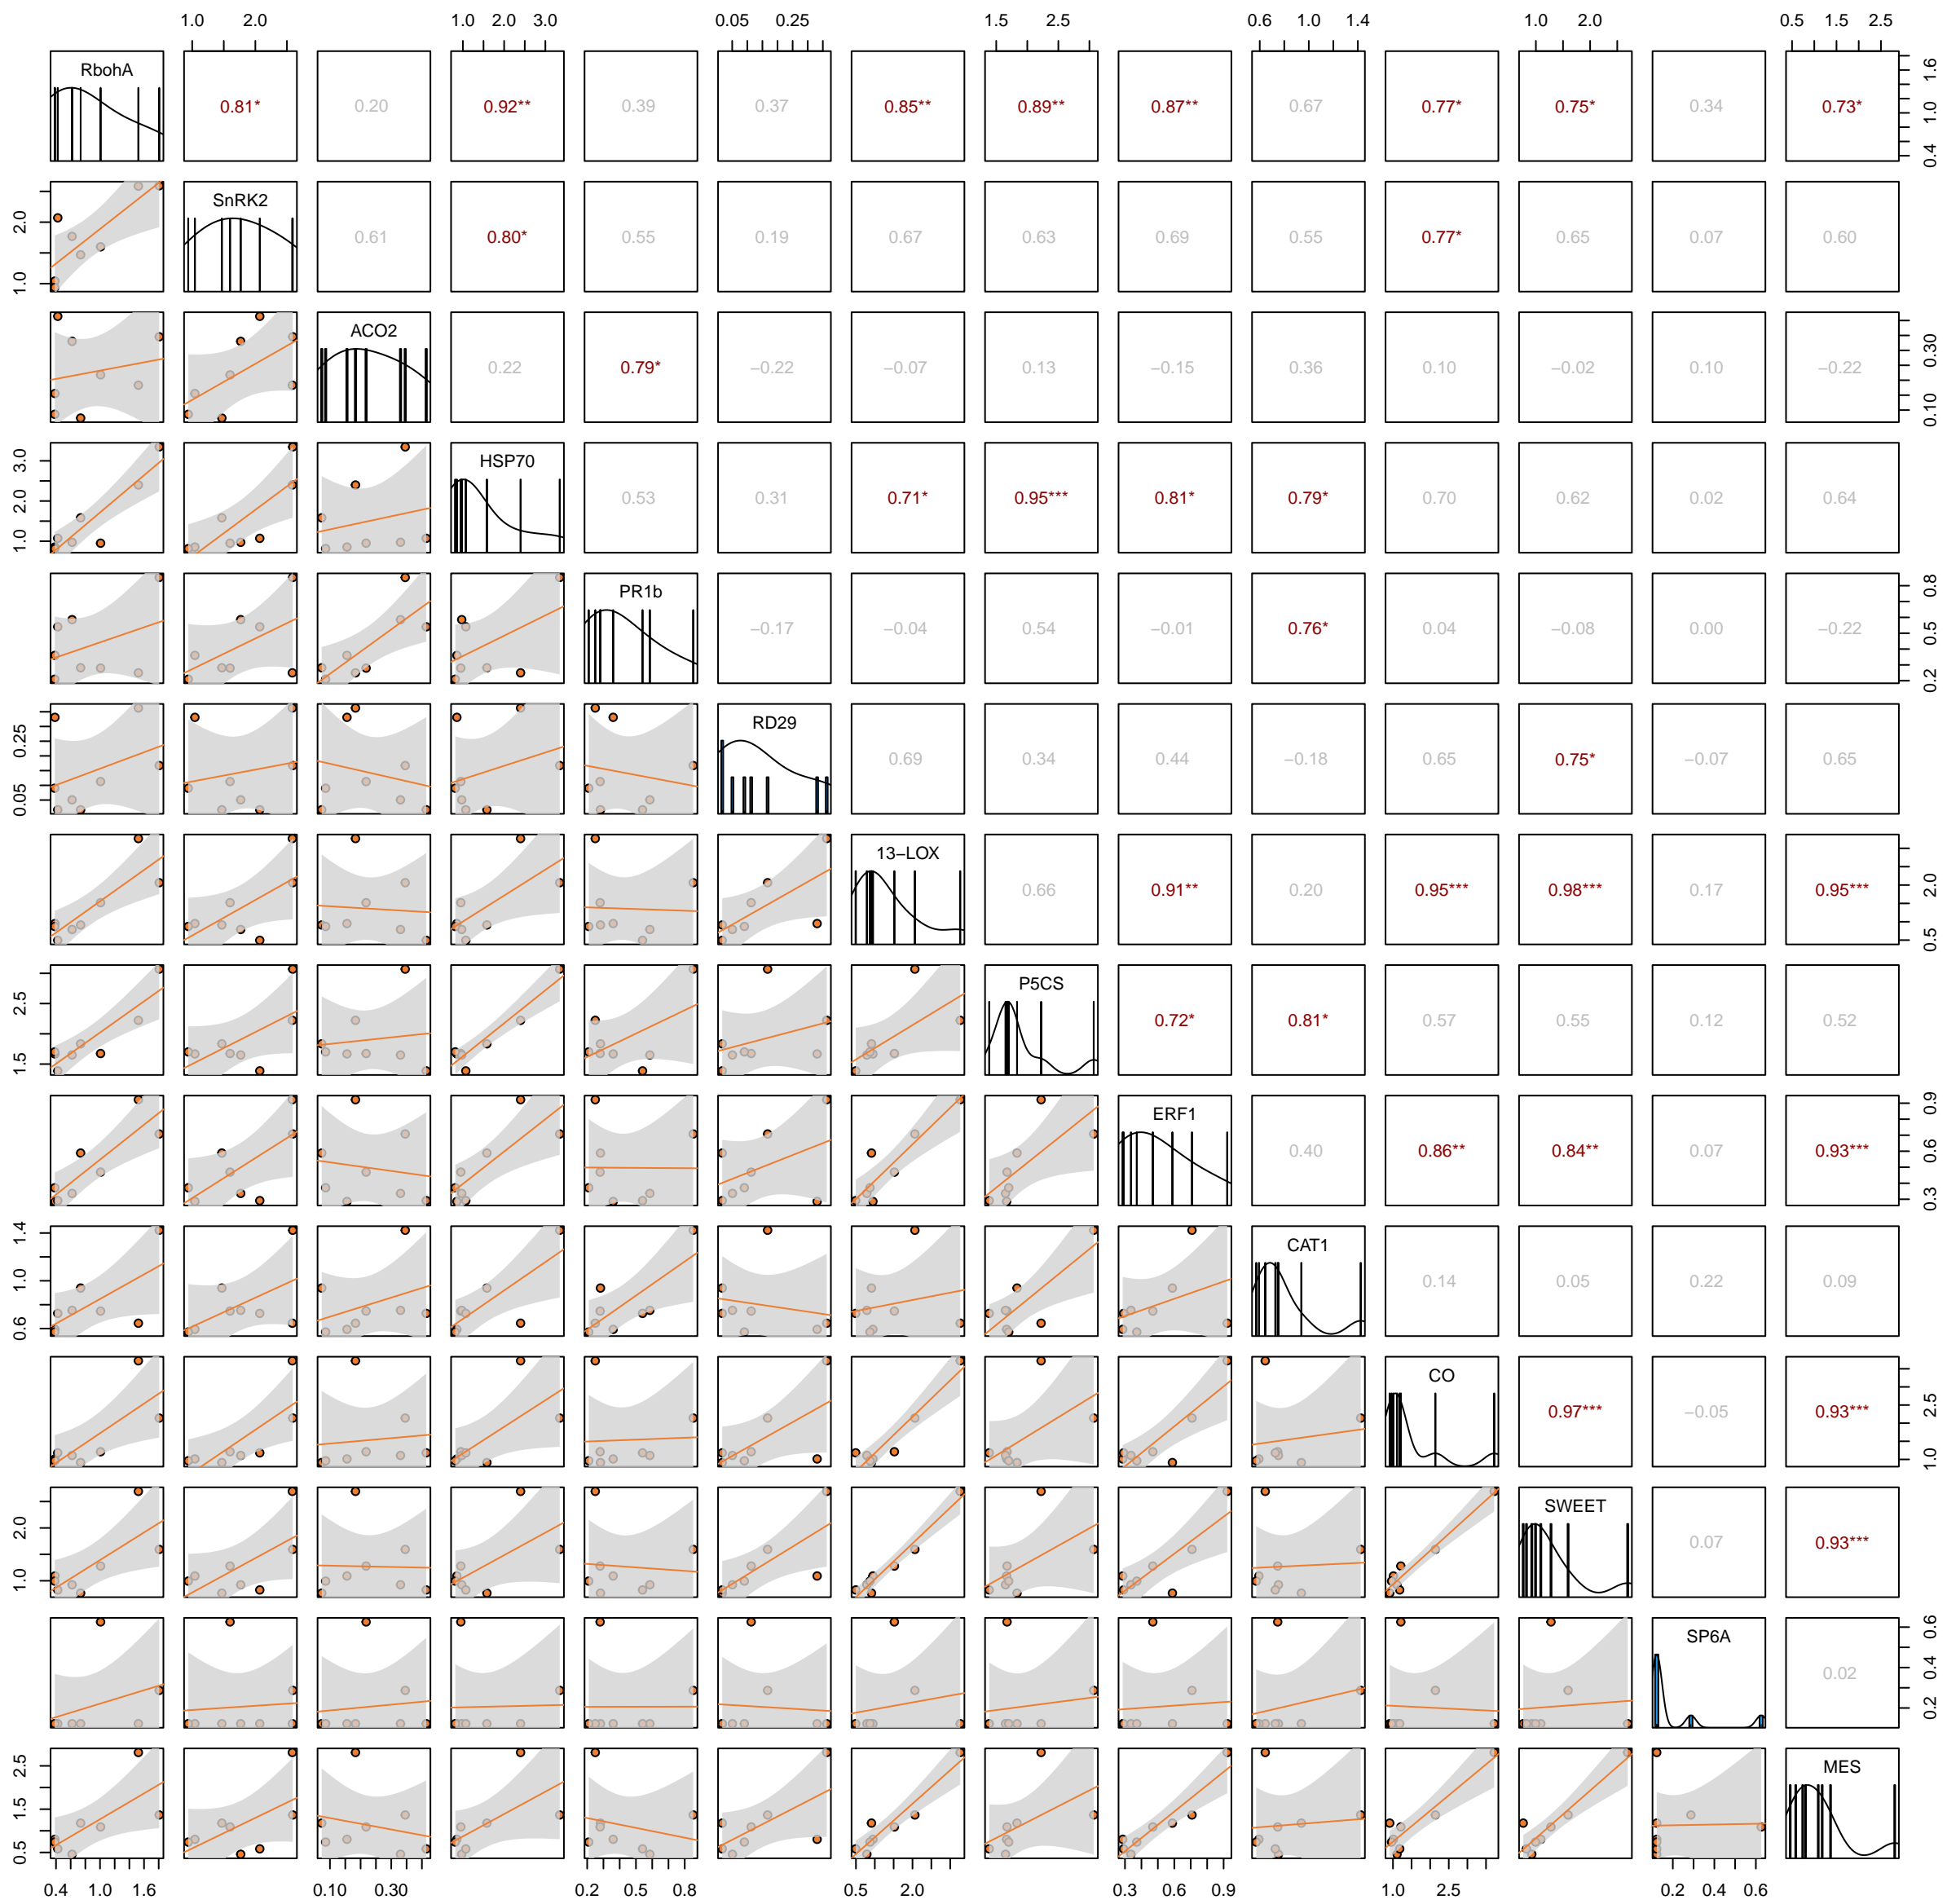 1.0 2.0 1.0 2.0 3.0 0.05 0.25 1.5 2.5 0.6 1.0 1.4 1.0 2.0 0.5 1.5 2.5
RbohA 0.81* 0.20 0.92** 0.39 0.37 0.85** 0.89** 0.87** 0.67 0.77* 0.75* 0.34 0.73* 0.4 1.0 1.6
1.0 2.0 SnRK2 0.61 0.80* 0.55 0.19 0.67 0.63 0.69 0.55 0.77* 0.65 0.07 0.60
ACO2 0.22 0.79* −0.22 −0.07 0.13 −0.15 0.36 0.10 −0.02 0.10 −0.22 0.10 0.30
1.0 2.0 3.0 HSP70 0.53 0.31 0.71* 0.95*** 0.81* 0.79* 0.70 0.62 0.02 0.64
PR1b −0.17 −0.04 0.54 −0.01 0.76* 0.04 −0.08 0.00 −0.22 0.2 0.5 0.8
0.05 0.25 RD29 0.69 0.34 0.44 −0.18 0.65 0.75* −0.07 0.65
13−LOX 0.66 0.91** 0.20 0.95*** 0.98*** 0.17 0.95*** 0.5 2.0
1.5 2.5 P5CS 0.72* 0.81* 0.57 0.55 0.12 0.52
ERF1 0.40 0.86** 0.84** 0.07 0.93*** 0.3 0.6 0.9
0.6 1.0 1.4 CAT1 0.14 0.05 0.22 0.09
CO 0.97*** −0.05 0.93*** 1.0 2.5
1.0 2.0 SWEET 0.07 0.93***
SP6A 0.02 0.2 0.4 0.6
0.5 1.5 2.5 MES
0.4 1.0 1.6 0.10 0.30 0.2 0.5 0.8 0.5 2.0 0.3 0.6 0.9 1.0 2.5 0.2 0.4 0.6